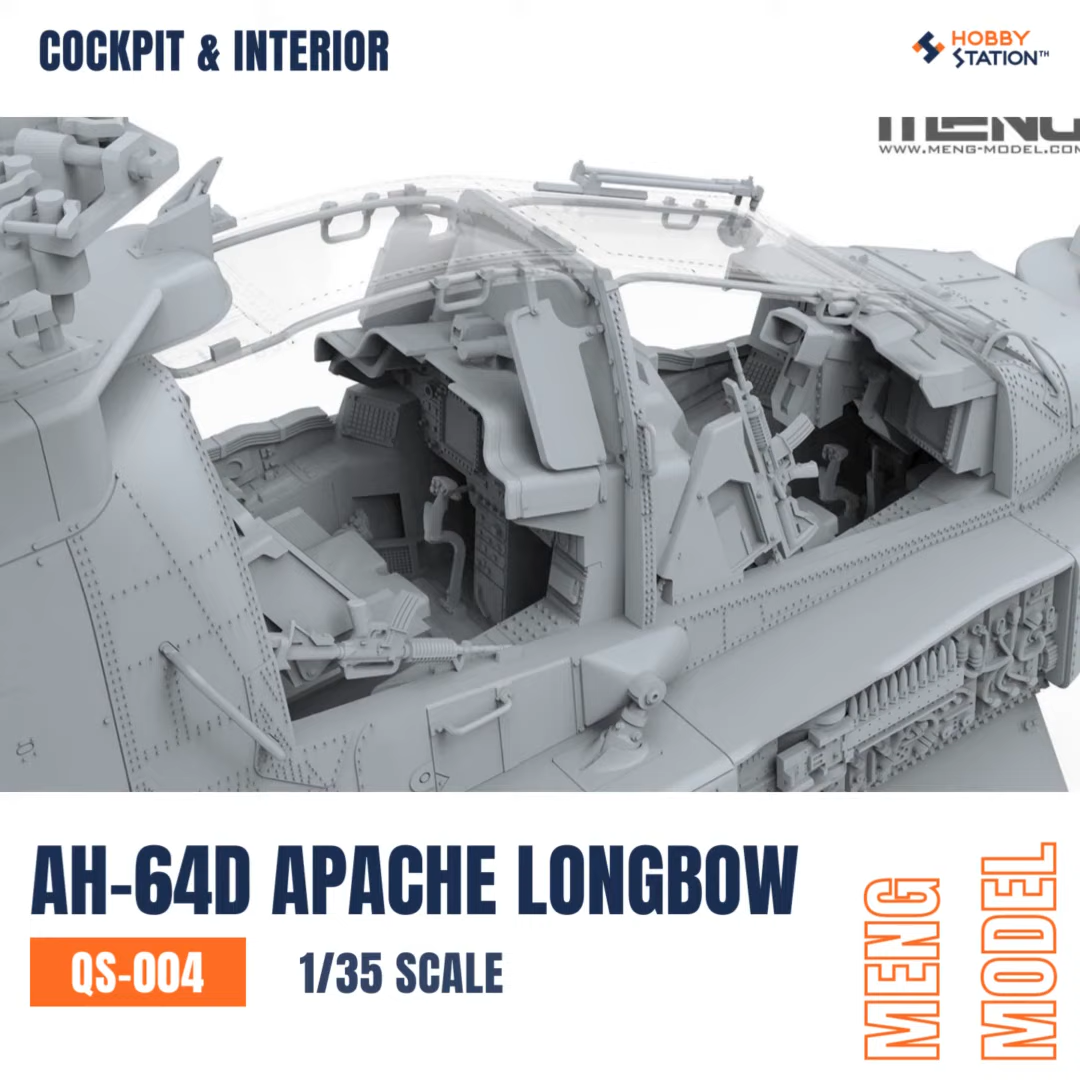 COCKPIT & INTERIOR
HOBBY
STATION™
MENG
WWW.MENG-MODEL.COM
AH-64D APACHE LONGBOW
QS-004
1/35 SCALE
MENG
MODEL